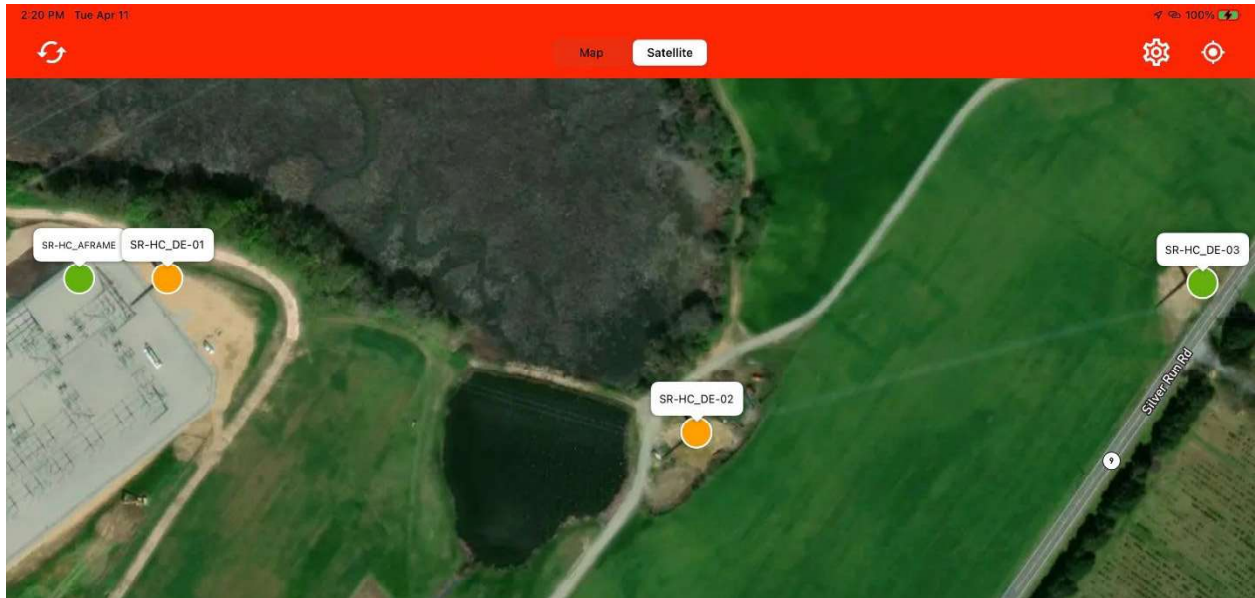 2:20 PM Tue Apr 11
100%
Map
Satellite
SR-HC_AFRAME
SR-HC_DE-01
SR-HC_DE-03
SR-HC_DE-02
Silver Run Rd
9